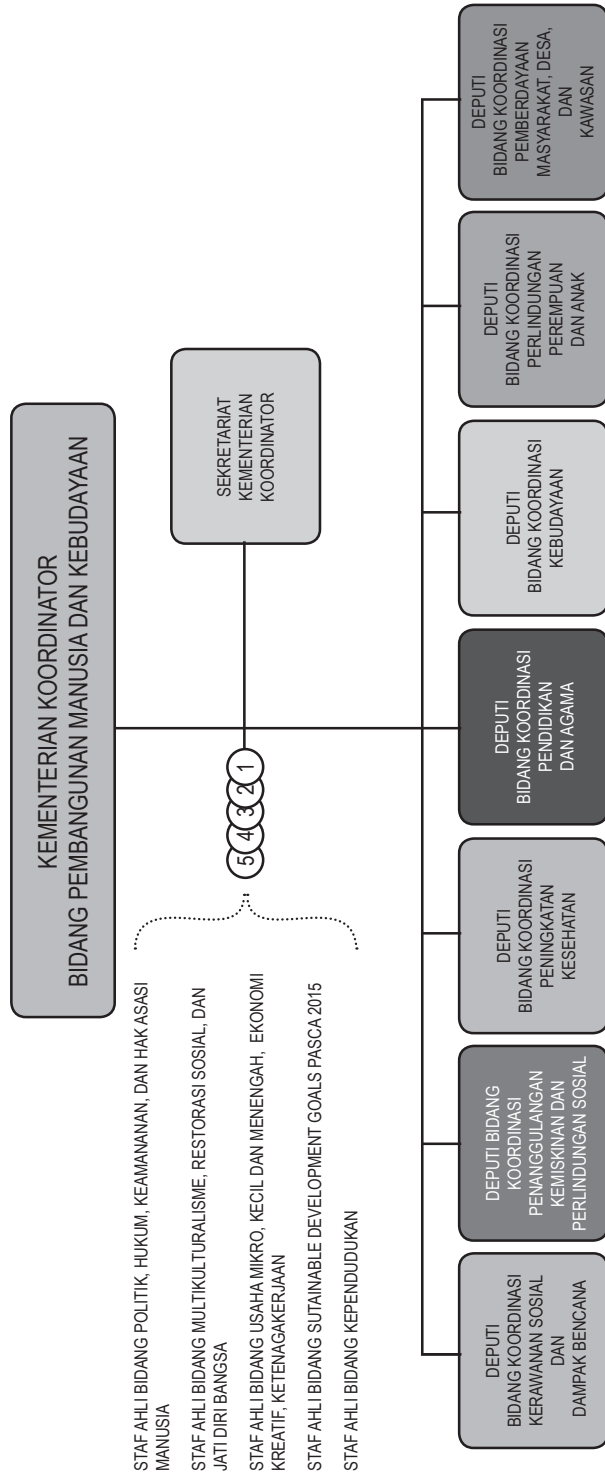 KEMENTERIAN KOORDINATOR
BIDANG PEMBANGUNAN MANUSIA DAN KEBUDAYAAN
STAF AHLI BIDANG POLITIK, HUKUM, KEAMANANAN, DAN HAK ASASI
MANUSIA
STAF AHLI BIDANG MULTIKULTURALISME, RESTORASI SOSIAL, DAN
JATI DIRI BANGSA
STAF AHLI BIDANG USAHA MIKRO, KECIL DAN MENENGAH, EKONOMI
KREATIF, KETENAGAKERJAAN
STAF AHLI BIDANG SUTAINABLE DEVELOPMENT GOALS PASCA 2015
STAF AHLI BIDANG KEPENDUDUKAN
5 4 3 2 1
SEKRETARIAT
KEMENTERIAN
KOORDINATOR
DEPUTI
BIDANG KOORDINASI
KERAWANAN SOSIAL
DAN
DAMPAK BENCANA
DEPUTI BIDANG
KOORDINASI
PENANGGULANGAN
KEMISKINAN DAN
PERLINDUNGAN SOSIAL
DEPUTI
BIDANG KOORDINASI
PENINGKATAN
KESEHATAN
DEPUTI
BIDANG KOORDINASI
PENDIDIKAN
DAN AGAMA
DEPUTI
BIDANG KOORDINASI
KEBUDAYAAN
DEPUTI
BIDANG KOORDINASI
PERLINDUNGAN
PEREMPUAN
DAN ANAK
DEPUTI
BIDANG KOORDINASI
PEMBERDAYAAN
MASYARAKAT, DESA,
DAN
KAWASAN